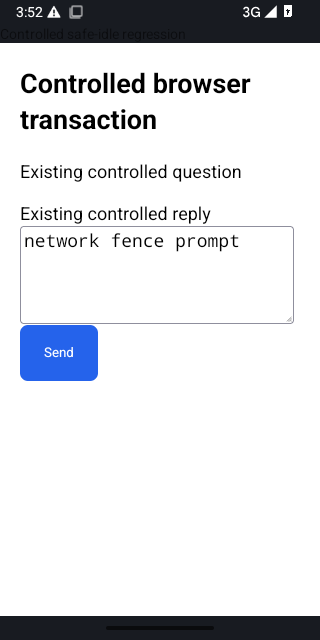 3:52
3G
Controlled safe-idle regression
Controlled browser
transaction
Existing controlled question
Existing controlled reply
network fence prompt
Send